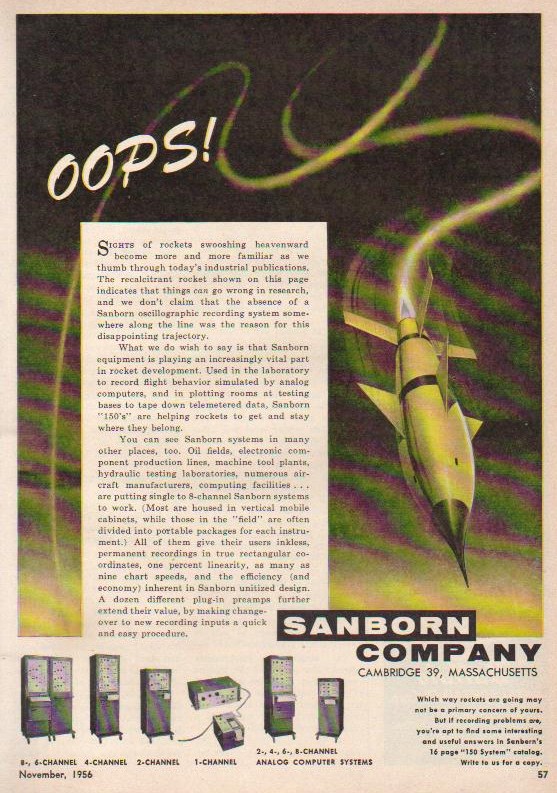 OOPS!
SIGHTS of rockets swooshing heavenward
become more and more familiar as we
thumb through today's industrial publications.
The recalcitrant rocket shown on this page
indicates that things can go wrong in research,
and we don't claim that the absence of a
Sanborn oscillographic recording system some-
where along the line was the reason for this
disappointing trajectory.
What we do wish to say is that Sanborn
equipment is playing an increasingly vital part
in rocket development. Used in the laboratory
to record flight behavior simulated by analog
computers, and in plotting rooms at testing
bases to tape down telemetered data, Sanborn
"150's" are helping rockets to get and stay
where they belong.
You can see Sanborn systems in many
other places, too. Oil fields, electronic com-
ponent production lines, machine tool plants,
hydraulic testing laboratories, numerous air-
craft manufacturers, computing facilities . . .
are putting single to 8-channel Sanborn systems
to work. (Most are housed in vertical mobile
cabinets, while those in the "field" are often
divided into portable packages for each instru-
ment.) All of them give their users inkless,
permanent recordings in true rectangular co-
ordinates, one percent linearity, as many as
nine chart speeds, and the efficiency (and
economy) inherent in Sanborn unitized design.
A dozen different plug-in preamps further
extend their value, by making change-
over to new recording inputs a quick
and easy procedure.
SANBORN
COMPANY
CAMBRIDGE 39, MASSACHUSETTS
8-, 6-CHANNEL 4-CHANNEL 2-CHANNEL 1-CHANNEL
2-, 4-, 6-, 8-CHANNEL
ANALOG COMPUTER SYSTEMS
Which way rockets are going may
not be a primary concern of yours.
But if recording problems are,
you're apt to find some interesting
and useful answers in Sanborn's
16 page "150 System" catalog.
Write to us for a copy.
November, 1956
57